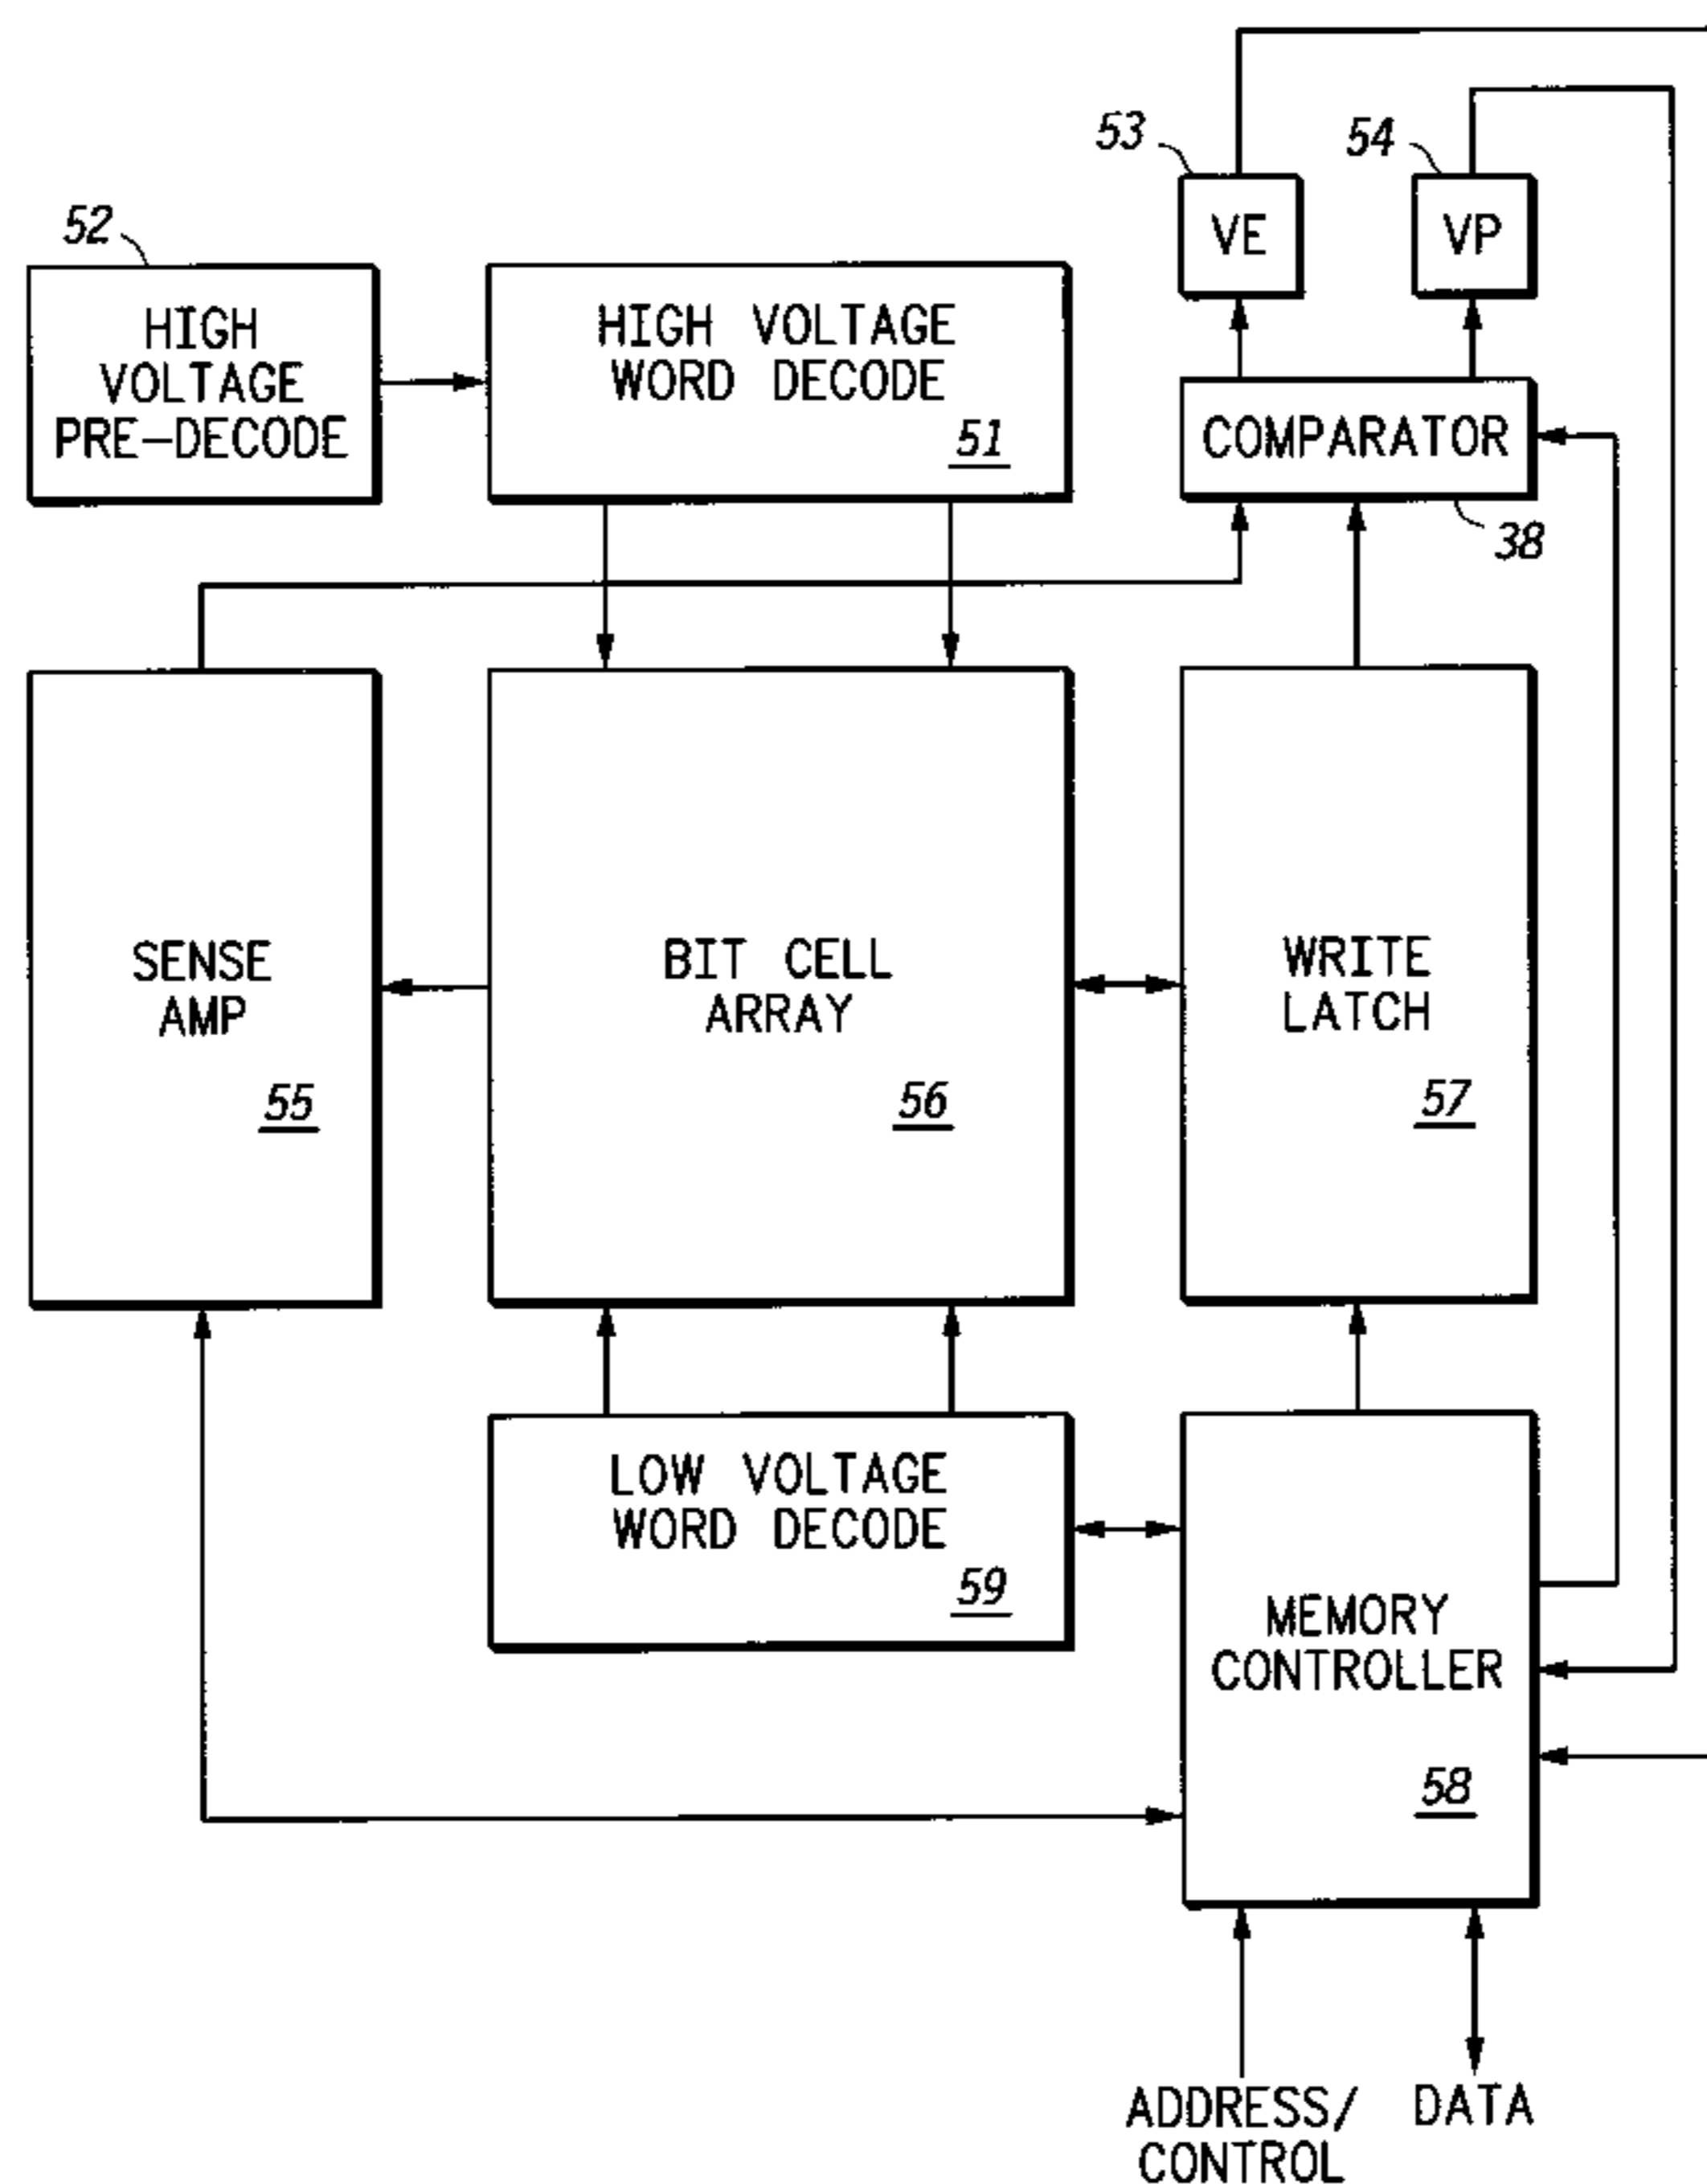 53
54
VE
VP
52
HIGH
VOLTAGE
PRE-DECODE
HIGH VOLTAGE
WORD DECODE
51
COMPARATOR
38
SENSE
AMP
55
BIT CELL
ARRAY
56
WRITE
LATCH
57
LOW VOLTAGE
WORD DECODE
59
MEMORY
CONTROLLER
58
ADDRESS/
CONTROL
DATA